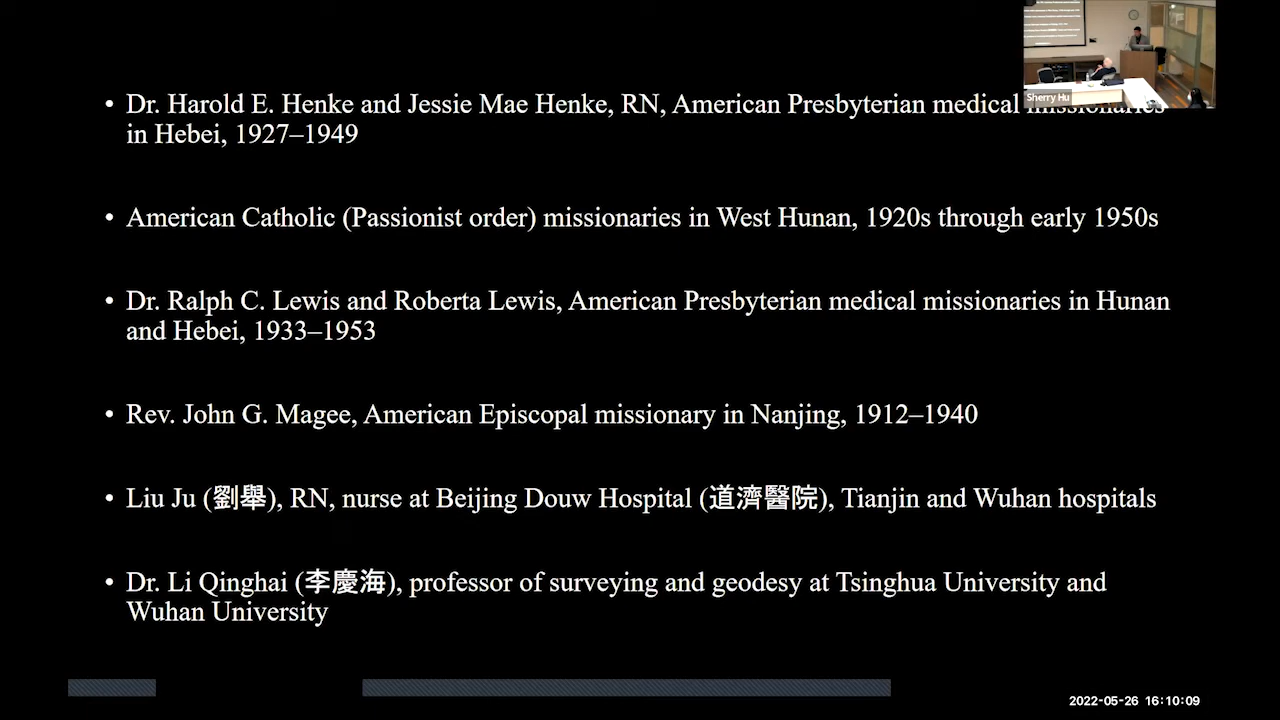 • Dr. Harold E. Henke and Jessie Mae Henke, RN, American Presbyterian medical missionaries
in Hebei, 1927–1949
• American Catholic (Passionist order) missionaries in West Hunan, 1920s through early 1950s
• Dr. Ralph C. Lewis and Roberta Lewis, American Presbyterian medical missionaries in Hunan
and Hebei, 1933–1953
• Rev. John G. Magee, American Episcopal missionary in Nanjing, 1912–1940
• Liu Ju (劉舉), RN, nurse at Beijing Douw Hospital (道濟醫院), Tianjin and Wuhan hospitals
• Dr. Li Qinghai (李慶海), professor of surveying and geodesy at Tsinghua University and
Wuhan University
Sherry Hu
2022-05-26 16:10:09